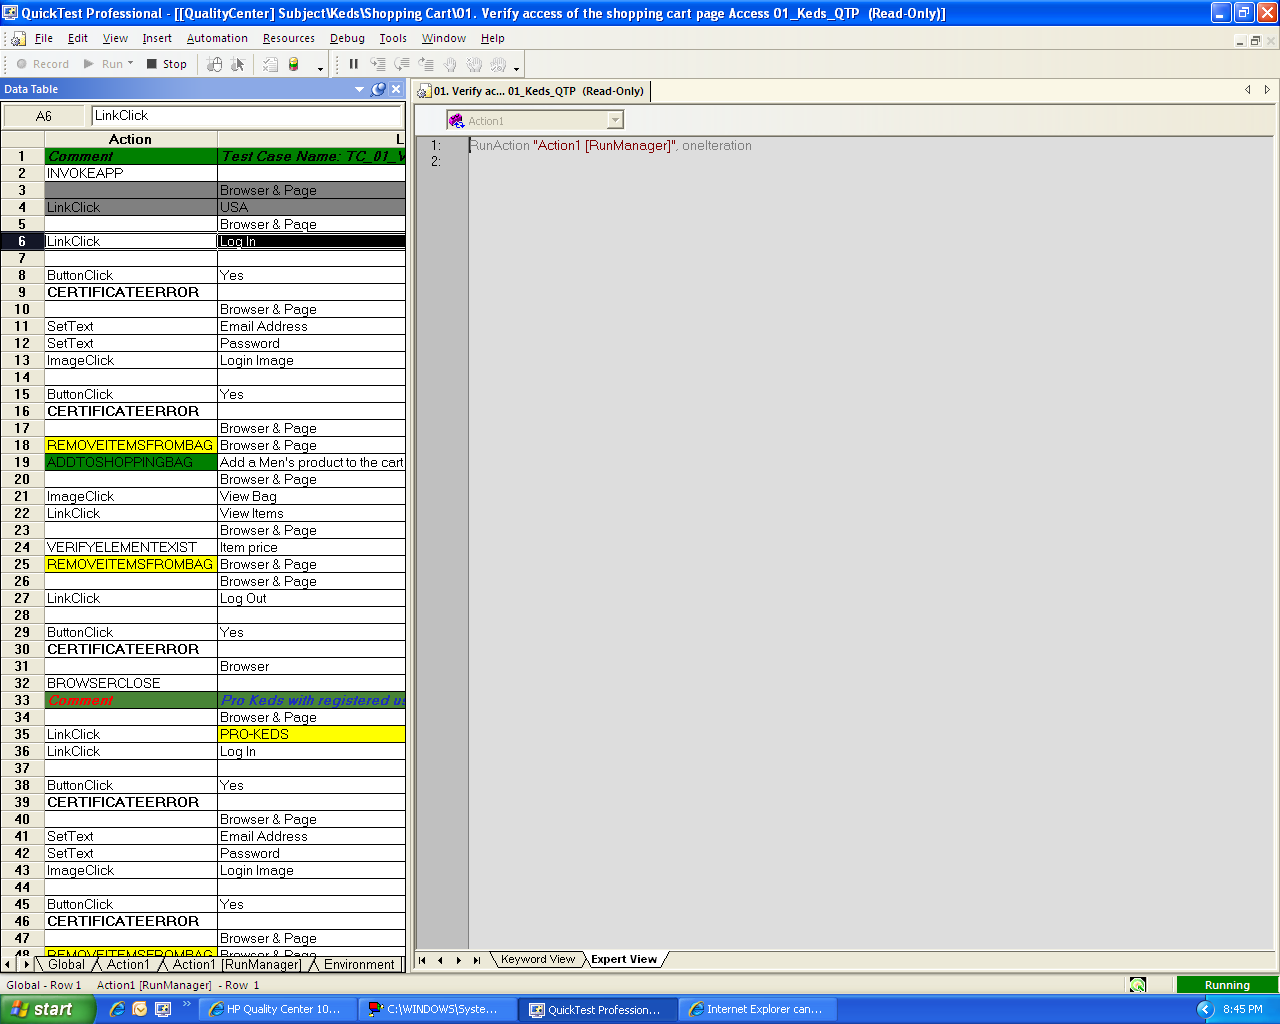 QuickTest Professional - [[QualityCenter] Subject\Keds\Shopping Cart\01. Verify access of the shopping cart page Access 01_Keds_QTP  (Read-Only)]
File Edit View Insert Automation Resources Debug Tools Window Help
Record Run Stop
Data Table
01. Verify ac... 01_Keds_QTP  (Read-Only)
A6 LinkClick
Action1
Action L
1: RunAction "Action1 [RunManager]", oneIteration
2:
1 Comment Test Case Name: TC_01_V
2 INVOKEAPP
3 Browser & Page
4 LinkClick USA
5 Browser & Page
6 LinkClick Log In
7
8 ButtonClick Yes
9 CERTIFICATEERROR
10 Browser & Page
11 SetText Email Address
12 SetText Password
13 ImageClick Login Image
14
15 ButtonClick Yes
16 CERTIFICATEERROR
17 Browser & Page
18 REMOVEITEMSFROMBAG Browser & Page
19 ADDTOSHOPPINGBAG Add a Men's product to the cart
20 Browser & Page
21 ImageClick View Bag
22 LinkClick View Items
23 Browser & Page
24 VERIFYELEMENTEXIST Item price
25 REMOVEITEMSFROMBAG Browser & Page
26 Browser & Page
27 LinkClick Log Out
28
29 ButtonClick Yes
30 CERTIFICATEERROR
31 Browser
32 BROWSERCLOSE
33 Comment Pro Keds with registered us
34 Browser & Page
35 LinkClick PRO-KEDS
36 LinkClick Log In
37
38 ButtonClick Yes
39 CERTIFICATEERROR
40 Browser & Page
41 SetText Email Address
42 SetText Password
43 ImageClick Login Image
44
45 ButtonClick Yes
46 CERTIFICATEERROR
47 Browser & Page
48 REMOVEITEMSFROMBAG Browser & Page
Global Action1 Action1 [RunManager] Environment
Keyword View Expert View
Global - Row 1 Action1 [RunManager]  - Row  1 Running
start HP Quality Center 10... C:\WINDOWS\Syste... QuickTest Profession... Internet Explorer can... 8:45 PM